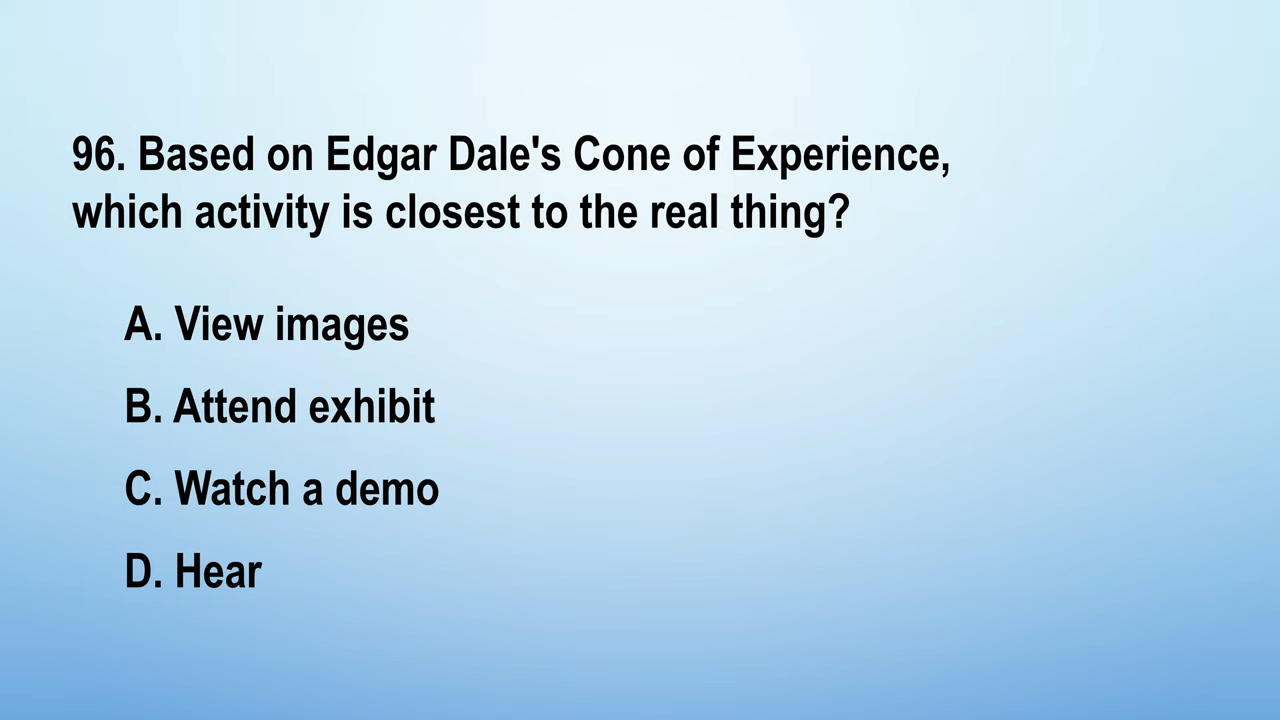 96. Based on Edgar Dale's Cone of Experience,
which activity is closest to the real thing?
A. View images
B. Attend exhibit
C. Watch a demo
D. Hear